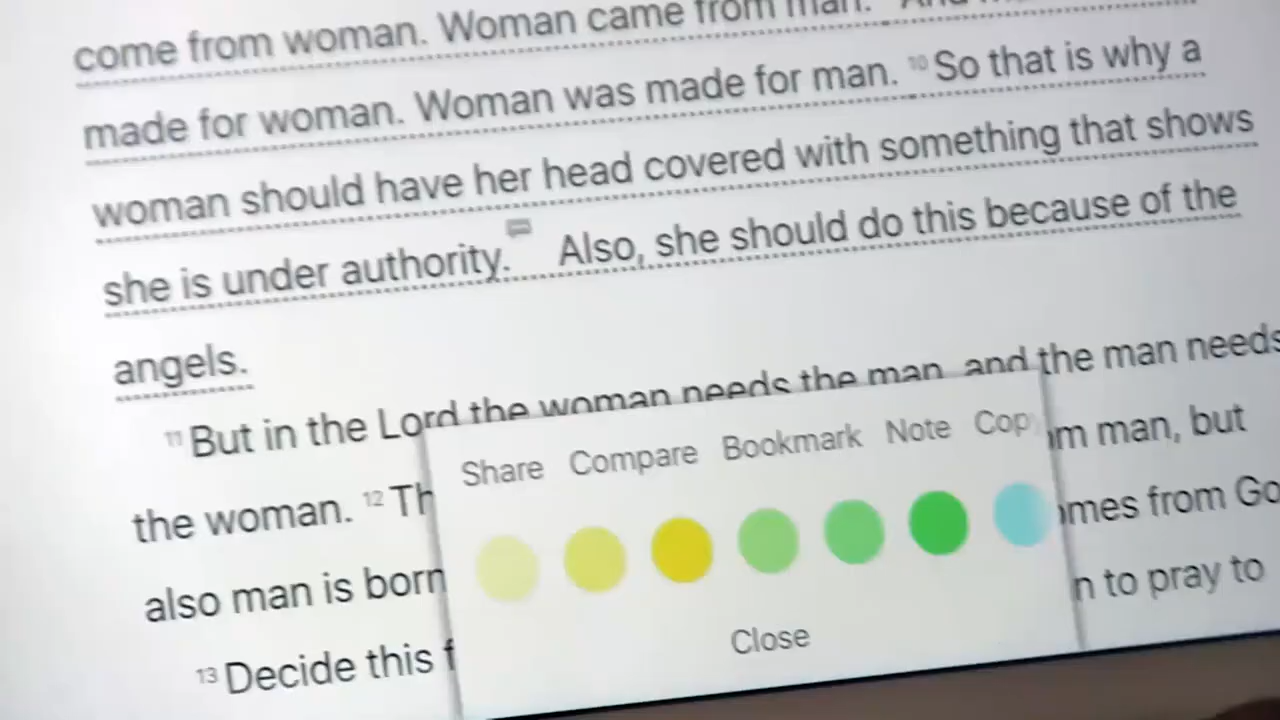 come from woman. Woman came from man.
made for woman. Woman was made for man. 10 So that is why a
woman should have her head covered with something that shows
she is under authority. Also, she should do this because of the
angels.
11 But in the Lord the woman needs the man, and the man needs
the woman. 12 Th m man, but
also man is born omes from Go
13 Decide this f n to pray to
Share Compare Bookmark Note Cop
Close